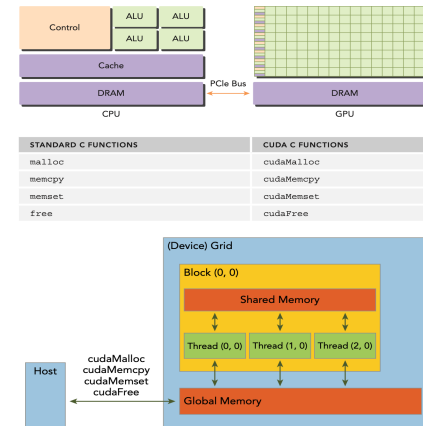 Control
ALU ALU
ALU ALU
Cache
DRAM
PCIe Bus
DRAM
CPU
GPU
STANDARD C FUNCTIONS CUDA C FUNCTIONS
malloc cudaMalloc
memcpy cudaMemcpy
memset cudaMemset
free cudaFree
(Device) Grid
Block (0, 0)
Shared Memory
Thread (0, 0) Thread (1, 0) Thread (2, 0)
Host
cudaMalloc
cudaMemcpy
cudaMemset
cudaFree
Global Memory